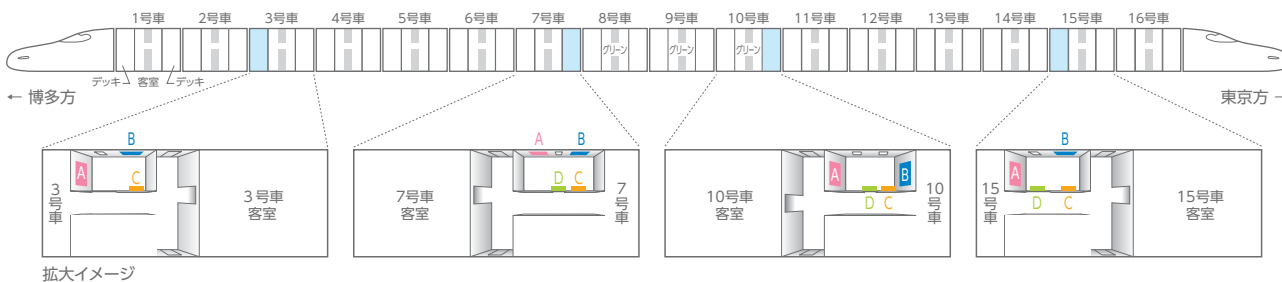 1号車 2号車 3号車 4号車 5号車 6号車 7号車 8号車 9号車 10号車 11号車 12号車 13号車 14号車 15号車 16号車
グリーン グリーン グリーン
デッキ 客室 デッキ
← 博多方
東京方 →
B
A
C
3号車
3号車
客室
A B
D C
7号車
客室
7号車
A
B
D C
10号車
客室
10号車
B
A
D C
15号車
15号車
客室
拡大イメージ